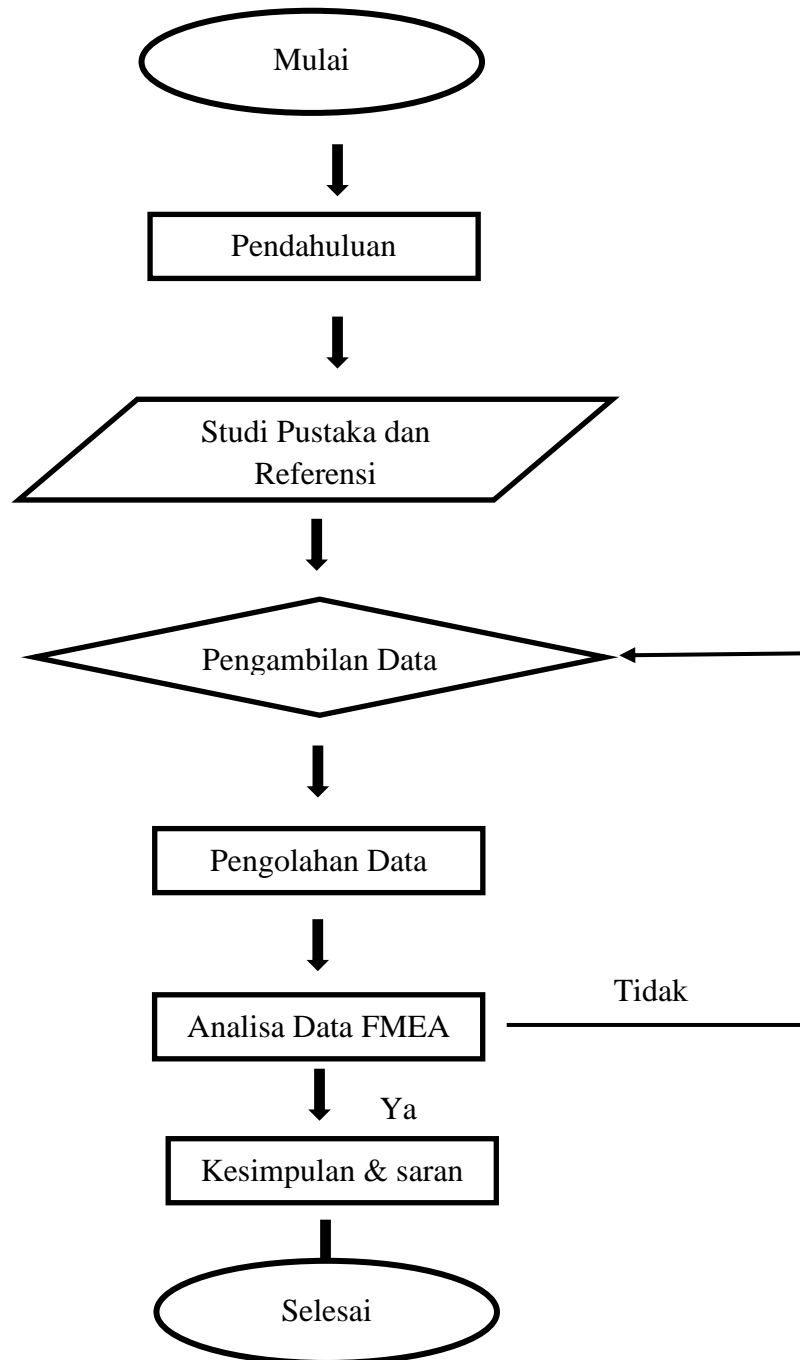 Mulai
Pendahuluan
Studi Pustaka dan
Referensi
Pengambilan Data
Pengolahan Data
Tidak
Analisa Data FMEA
Ya
Kesimpulan & saran
Selesai